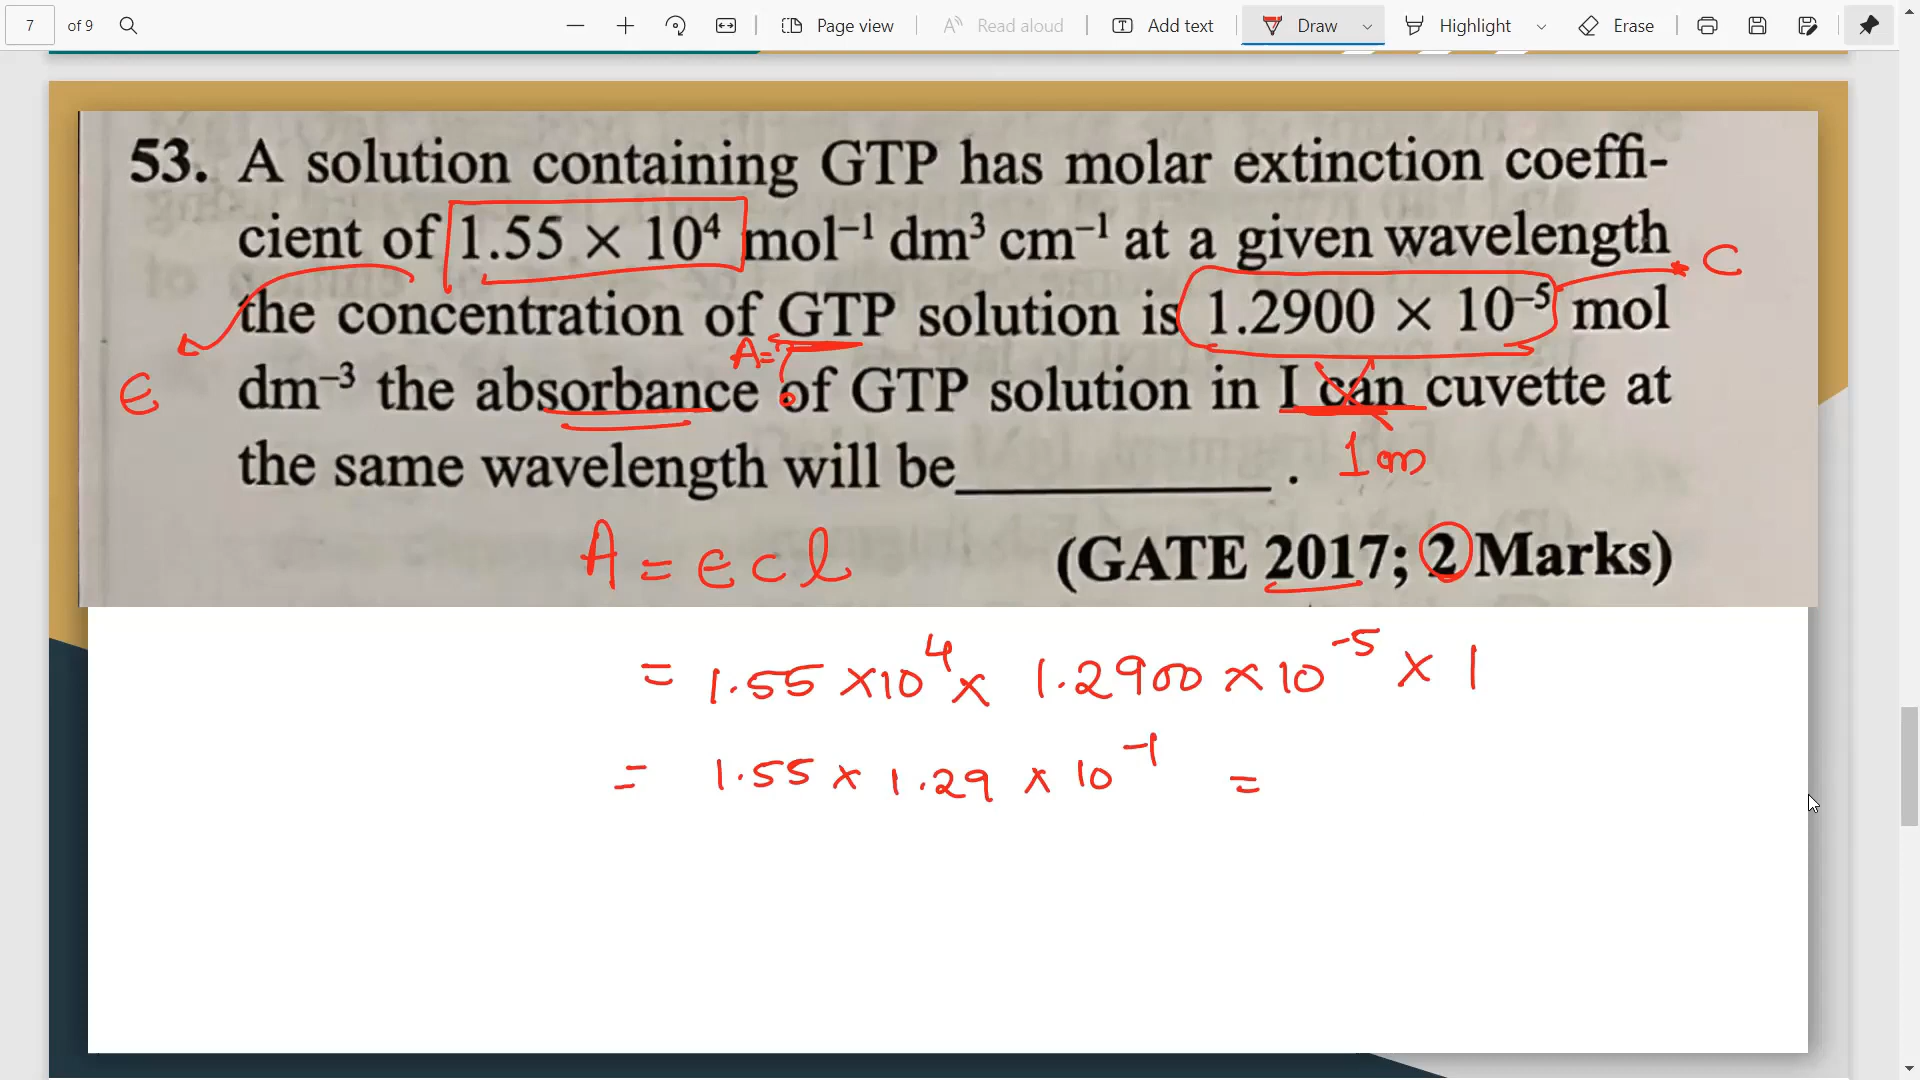 7 of 9 Page view Read aloud Add text Draw Highlight Erase
53. A solution containing GTP has molar extinction coeffi-
cient of 1.55 × 10⁴ mol⁻¹ dm³ cm⁻¹ at a given wavelength
C
the concentration of GTP solution is 1.2900 × 10⁻⁵ mol
A=?
dm⁻³ the absorbance of GTP solution in I can cuvette at
ϵ
the same wavelength will be__________ .
1 cm
A = ϵ c l
(GATE 2017; 2 Marks)
= 1.55 ×10⁴ × 1.2900 × 10⁻⁵ × 1
= 1.55 × 1.29 × 10⁻¹ =